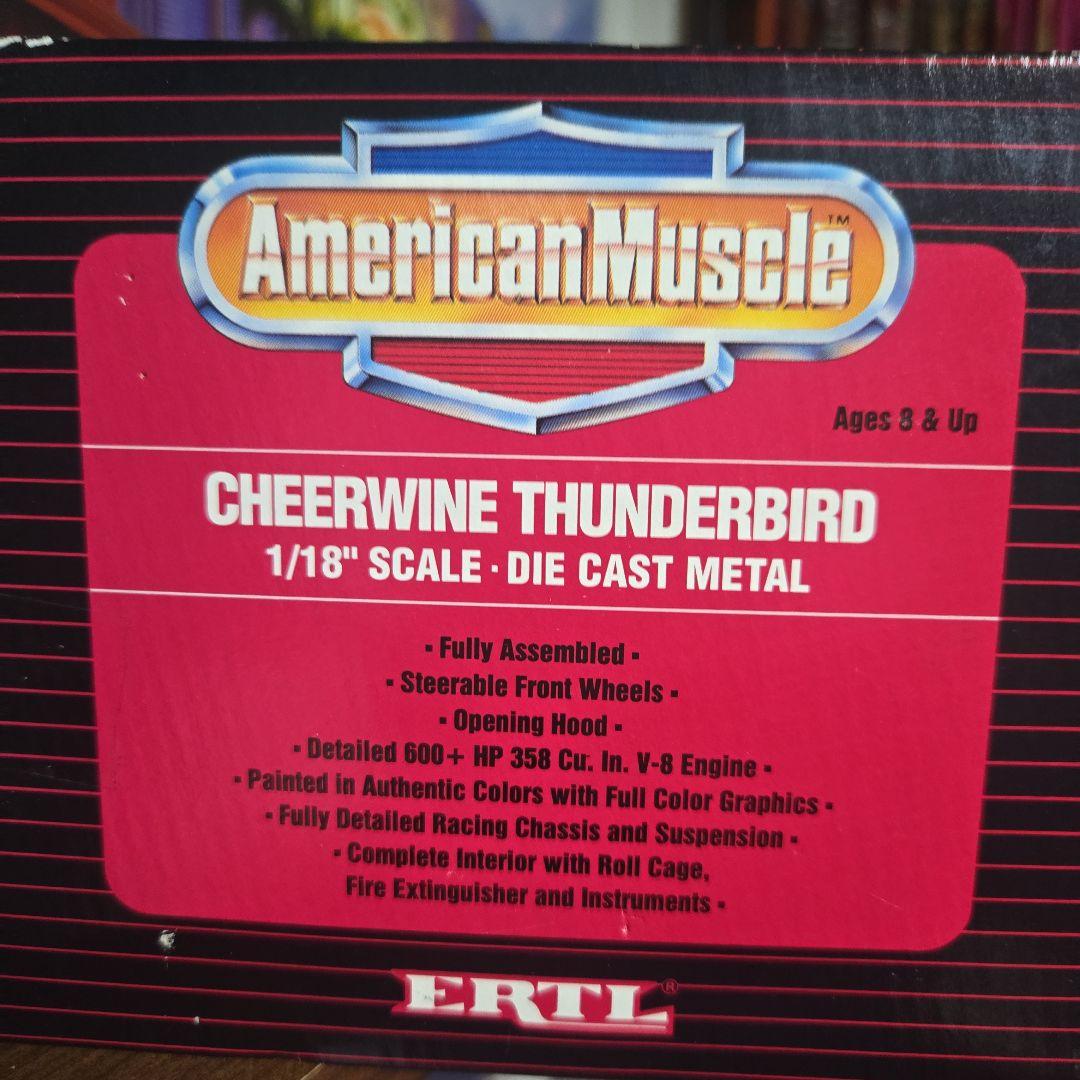 AmericanMuscle™
Ages 8 & Up
CHEERWINE THUNDERBIRD
1/18" SCALE · DIE CAST METAL
· Fully Assembled ·
· Steerable Front Wheels ·
· Opening Hood ·
· Detailed 600+ HP 358 Cu. In. V-8 Engine ·
· Painted in Authentic Colors with Full Color Graphics ·
· Fully Detailed Racing Chassis and Suspension ·
· Complete Interior with Roll Cage,
Fire Extinguisher and Instruments ·
ERTL®